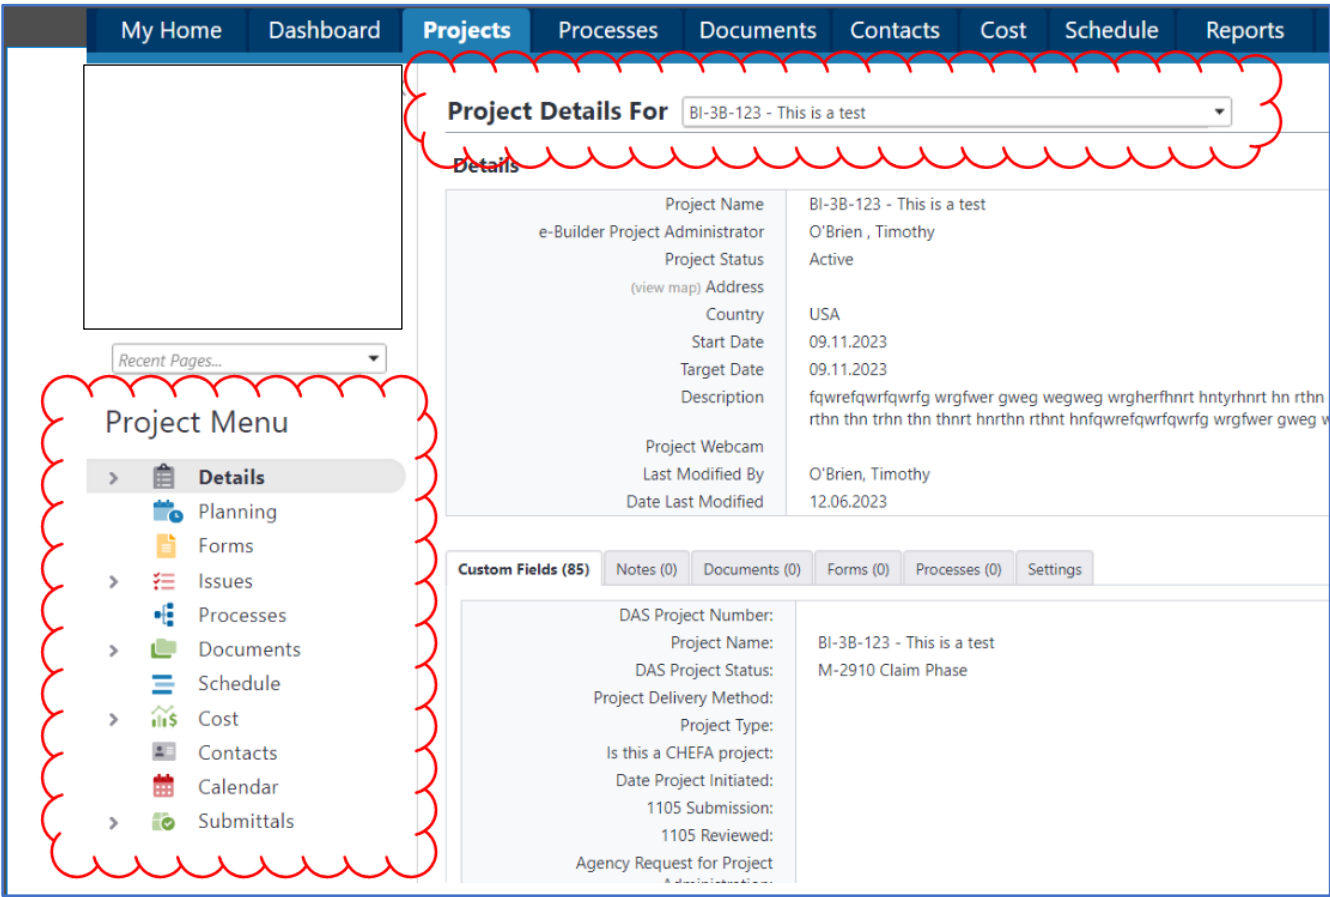 My Home Dashboard Projects Processes Documents Contacts Cost Schedule Reports
Project Details For BI-3B-123 - This is a test
Details
Project Name BI-3B-123 - This is a test
e-Builder Project Administrator O'Brien , Timothy
Project Status Active
(view map) Address
Country USA
Start Date 09.11.2023
Target Date 09.11.2023
Description fqwrefqwrfqwrfg wrgfwer gweg wegweg wrgherfhnrt hntyrhnrt hn rthn
rthn thn trhn thn thnrt hnrthn rthnt hnfqwrefqwrfqwrfg wrgfwer gweg
Project Webcam
Last Modified By O'Brien, Timothy
Date Last Modified 12.06.2023
Recent Pages...
Project Menu
Details
Planning
Forms
Issues
Processes
Documents
Schedule
Cost
Contacts
Calendar
Submittals
Custom Fields (85) Notes (0) Documents (0) Forms (0) Processes (0) Settings
DAS Project Number:
Project Name: BI-3B-123 - This is a test
DAS Project Status: M-2910 Claim Phase
Project Delivery Method:
Project Type:
Is this a CHEFA project:
Date Project Initiated:
1105 Submission:
1105 Reviewed:
Agency Request for Project